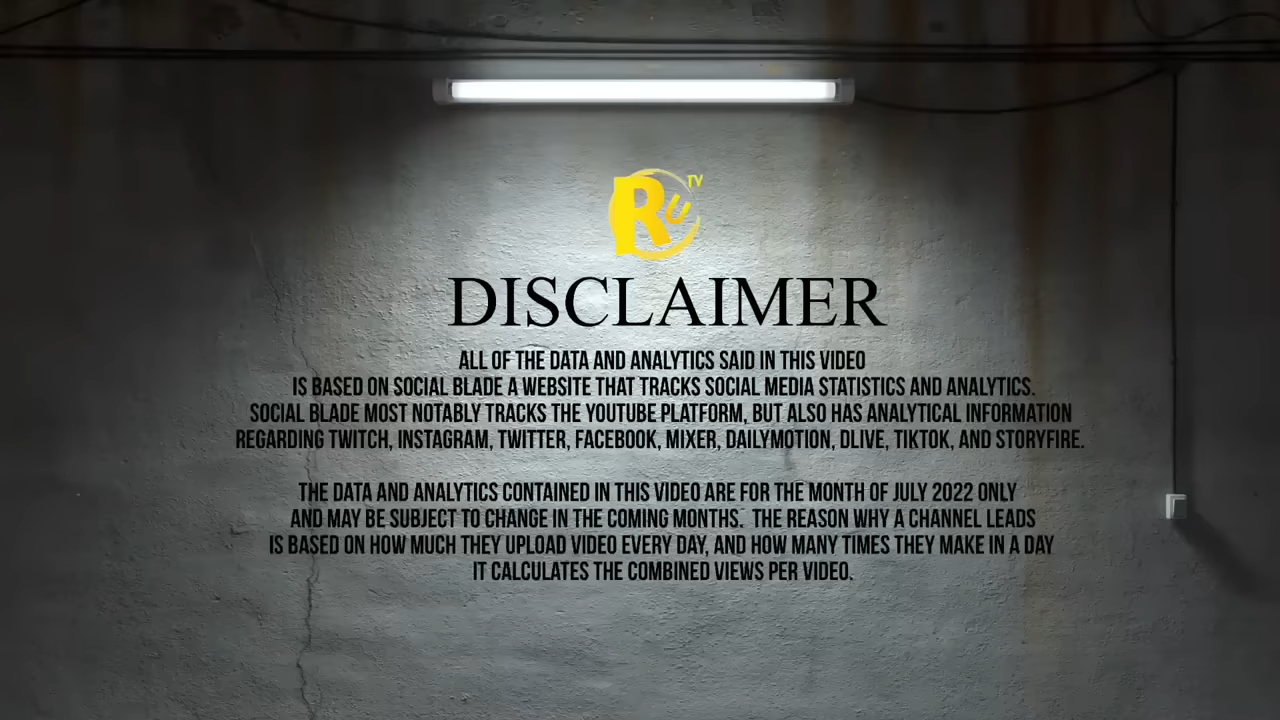 Ru TV
DISCLAIMER
ALL OF THE DATA AND ANALYTICS SAID IN THIS VIDEO
IS BASED ON SOCIAL BLADE A WEBSITE THAT TRACKS SOCIAL MEDIA STATISTICS AND ANALYTICS.
SOCIAL BLADE MOST NOTABLY TRACKS THE YOUTUBE PLATFORM, BUT ALSO HAS ANALYTICAL INFORMATION
REGARDING TWITCH, INSTAGRAM, TWITTER, FACEBOOK, MIXER, DAILYMOTION, DLIVE, TIKTOK, AND STORYFIRE.
THE DATA AND ANALYTICS CONTAINED IN THIS VIDEO ARE FOR THE MONTH OF JULY 2022 ONLY
AND MAY BE SUBJECT TO CHANGE IN THE COMING MONTHS. THE REASON WHY A CHANNEL LEADS
IS BASED ON HOW MUCH THEY UPLOAD VIDEO EVERY DAY, AND HOW MANY TIMES THEY MAKE IN A DAY
IT CALCULATES THE COMBINED VIEWS PER VIDEO.